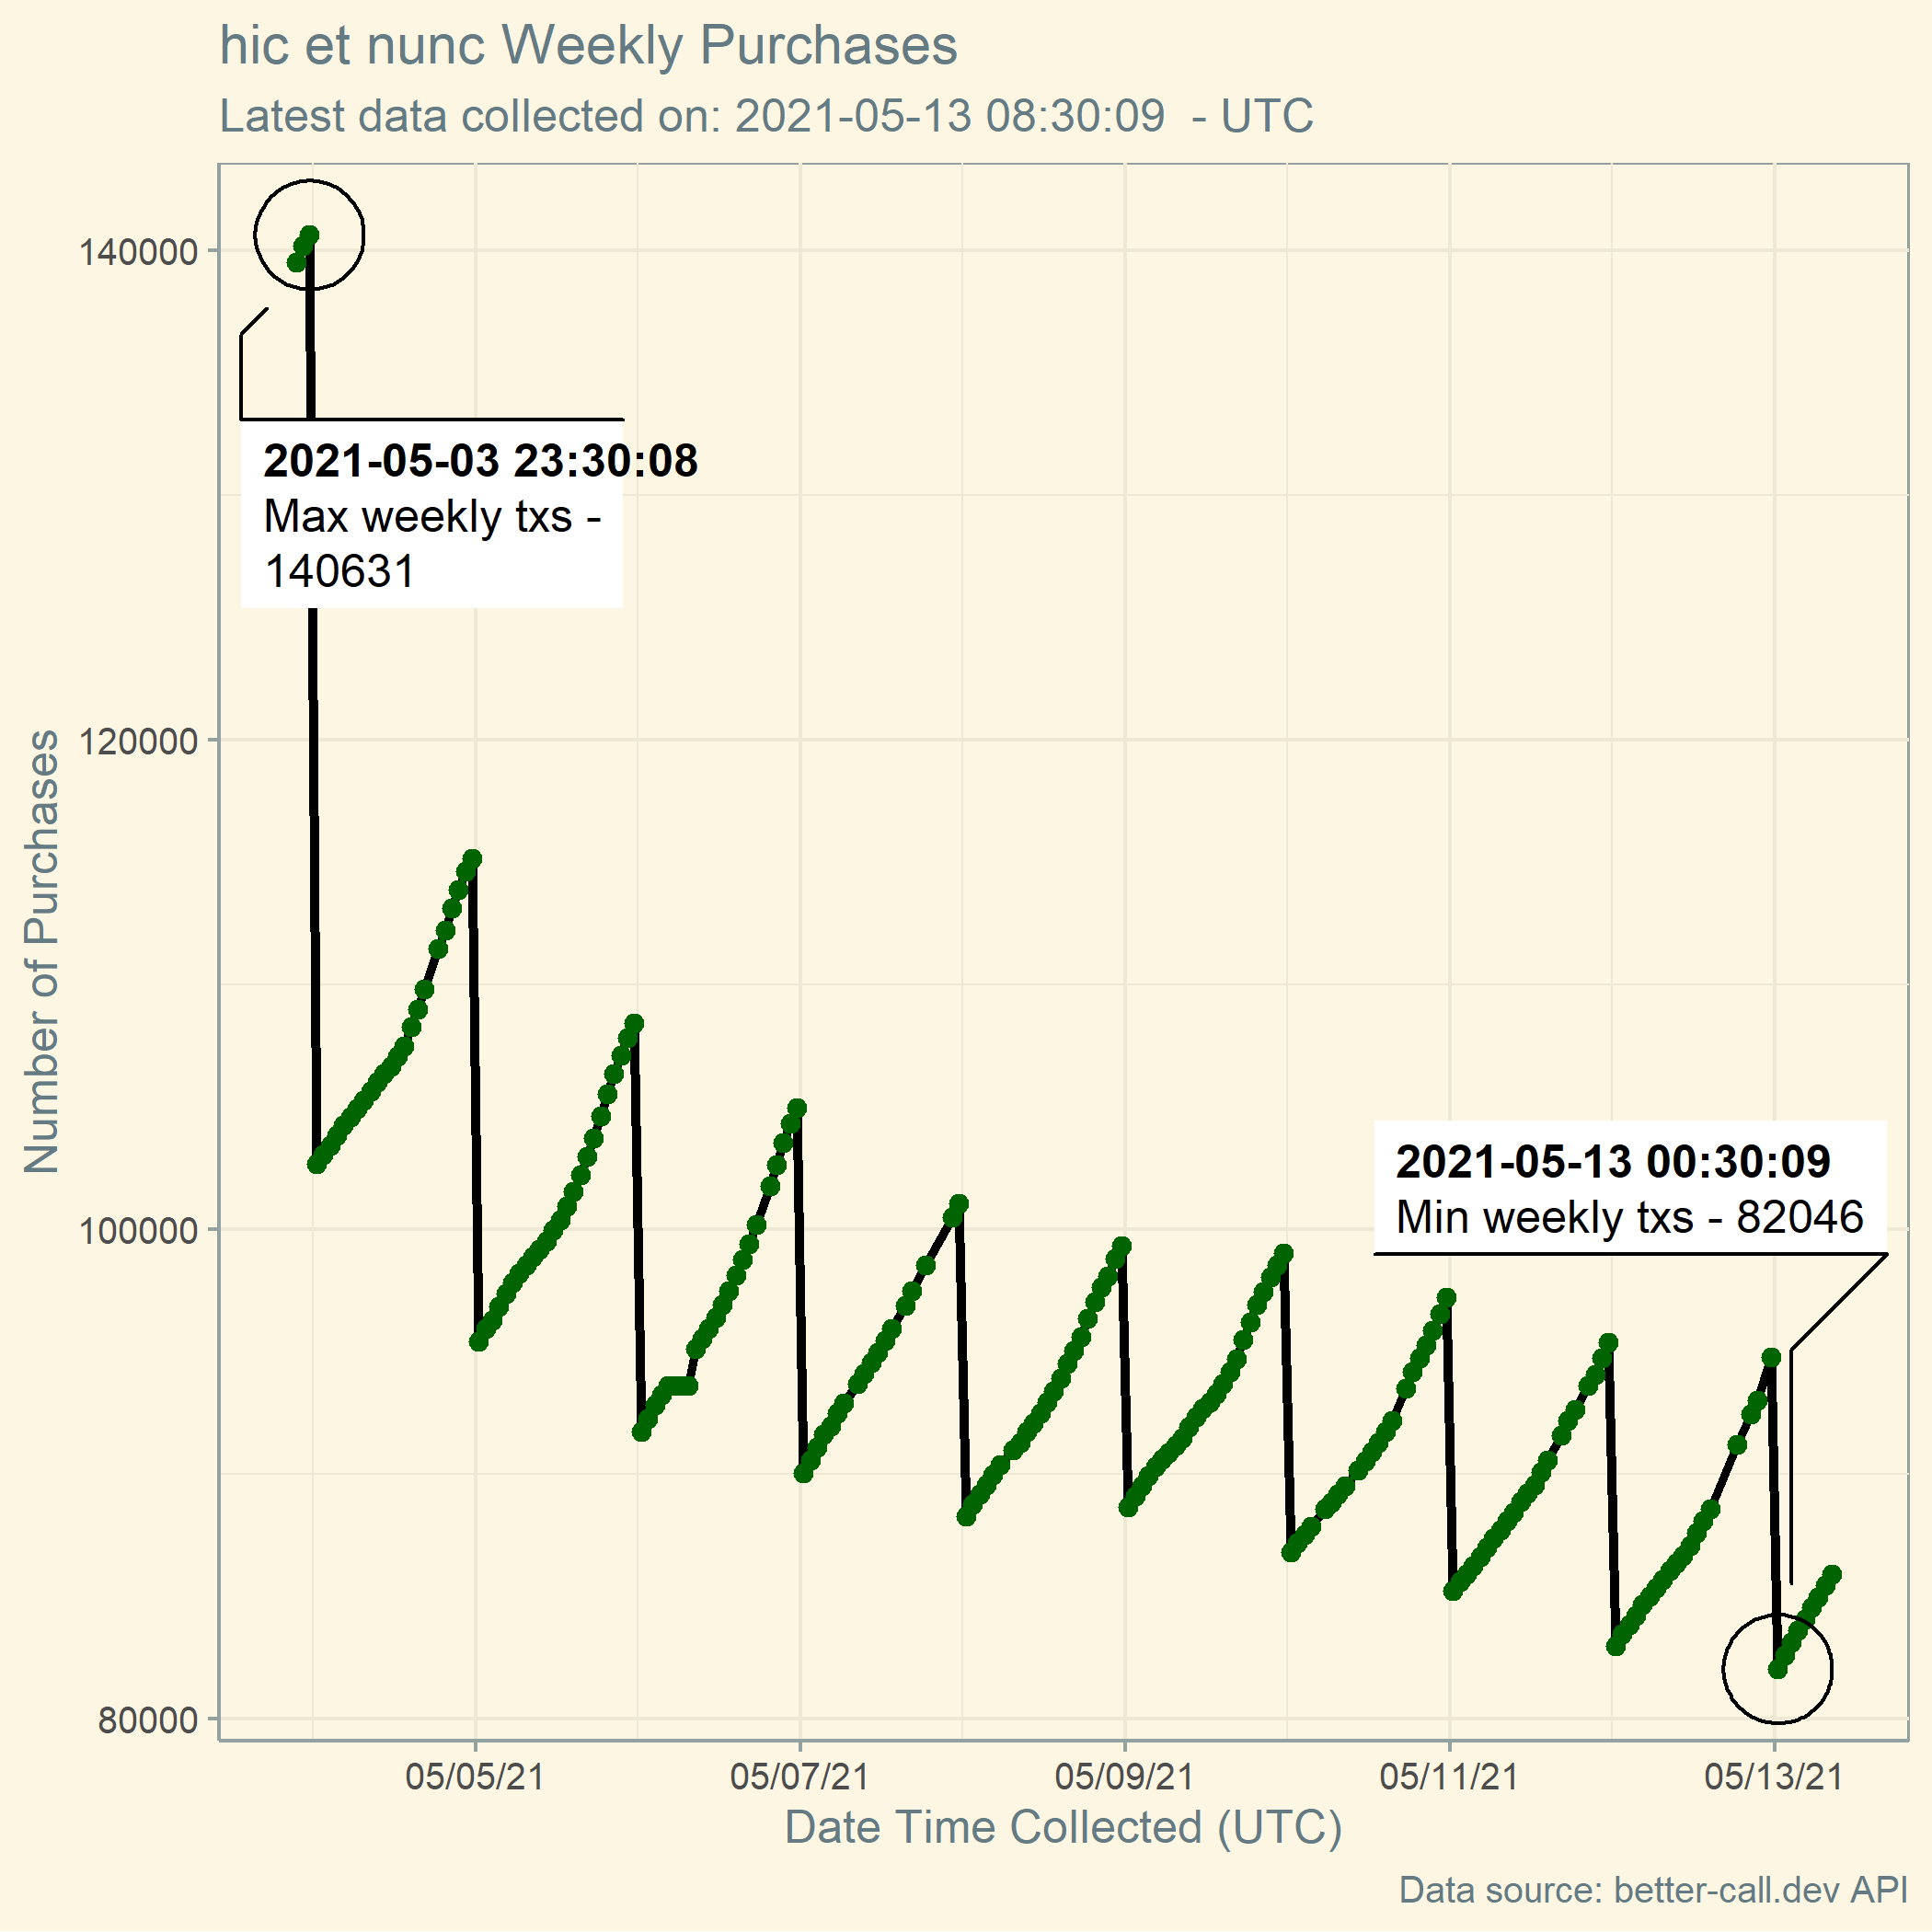 hic et nunc Weekly Purchases
Latest data collected on: 2021-05-13 08:30:09  - UTC
140000
120000
100000
80000
Number of Purchases
2021-05-03 23:30:08
Max weekly txs -
140631
2021-05-13 00:30:09
Min weekly txs - 82046
05/05/21 05/07/21 05/09/21 05/11/21 05/13/21
Date Time Collected (UTC)
Data source: better-call.dev API